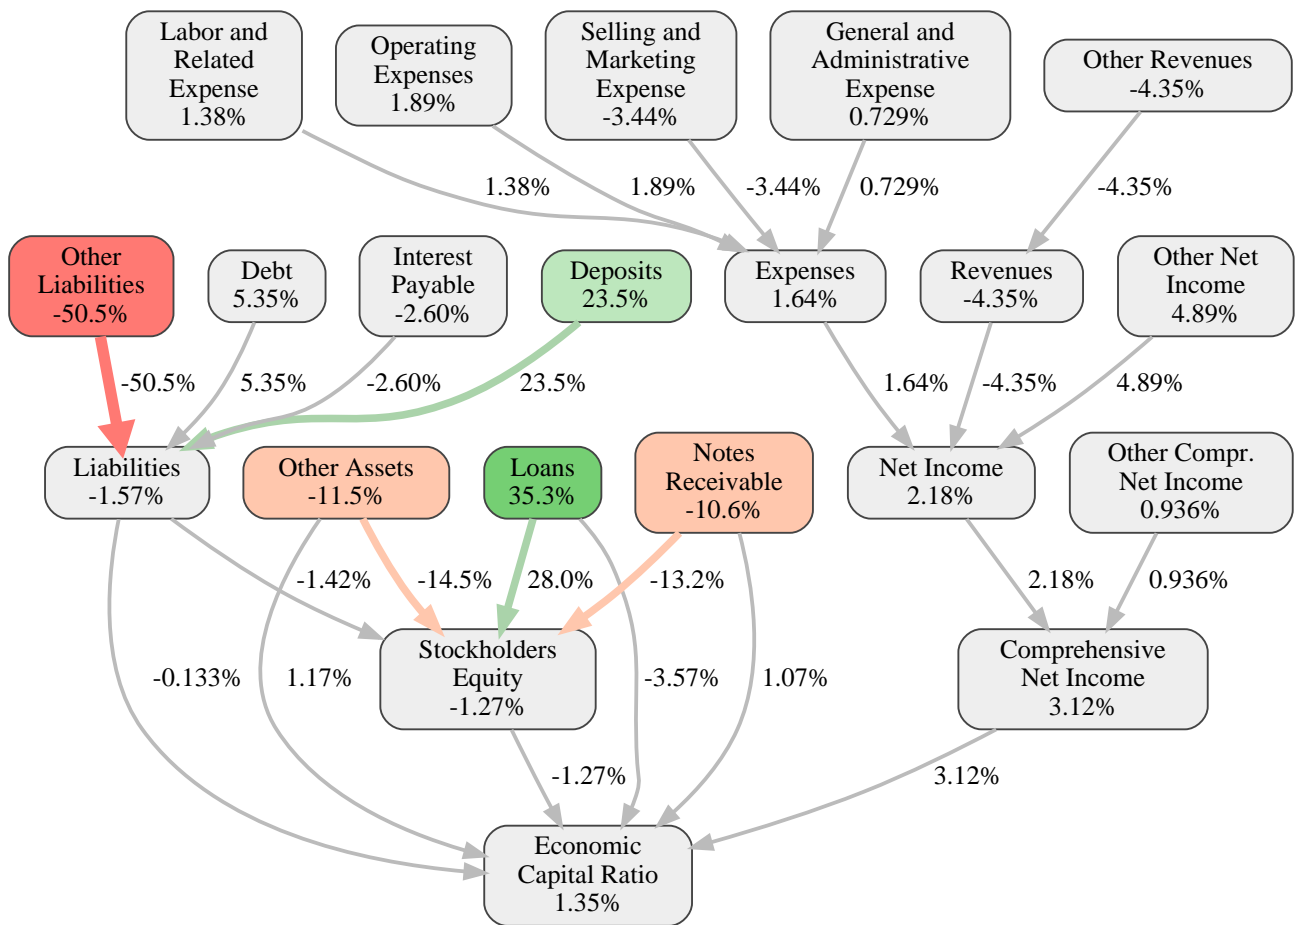 Labor and
Related
Expense
1.38%
Operating
Expenses
1.89%
Selling and
Marketing
Expense
-3.44%
General and
Administrative
Expense
0.729%
Other Revenues
-4.35%
1.38%
1.89%
-3.44%
0.729%
-4.35%
Other
Liabilities
-50.5%
Debt
5.35%
Interest
Payable
-2.60%
Deposits
23.5%
Expenses
1.64%
Revenues
-4.35%
Other Net
Income
4.89%
-50.5%
5.35%
-2.60%
23.5%
1.64%
-4.35%
4.89%
Liabilities
-1.57%
Other Assets
-11.5%
Loans
35.3%
Notes
Receivable
-10.6%
Net Income
2.18%
Other Compr.
Net Income
0.936%
-1.42%
-14.5%
28.0%
-13.2%
2.18%
0.936%
Stockholders
Equity
-1.27%
Comprehensive
Net Income
3.12%
-0.133%
1.17%
-3.57%
1.07%
-1.27%
3.12%
Economic
Capital Ratio
1.35%